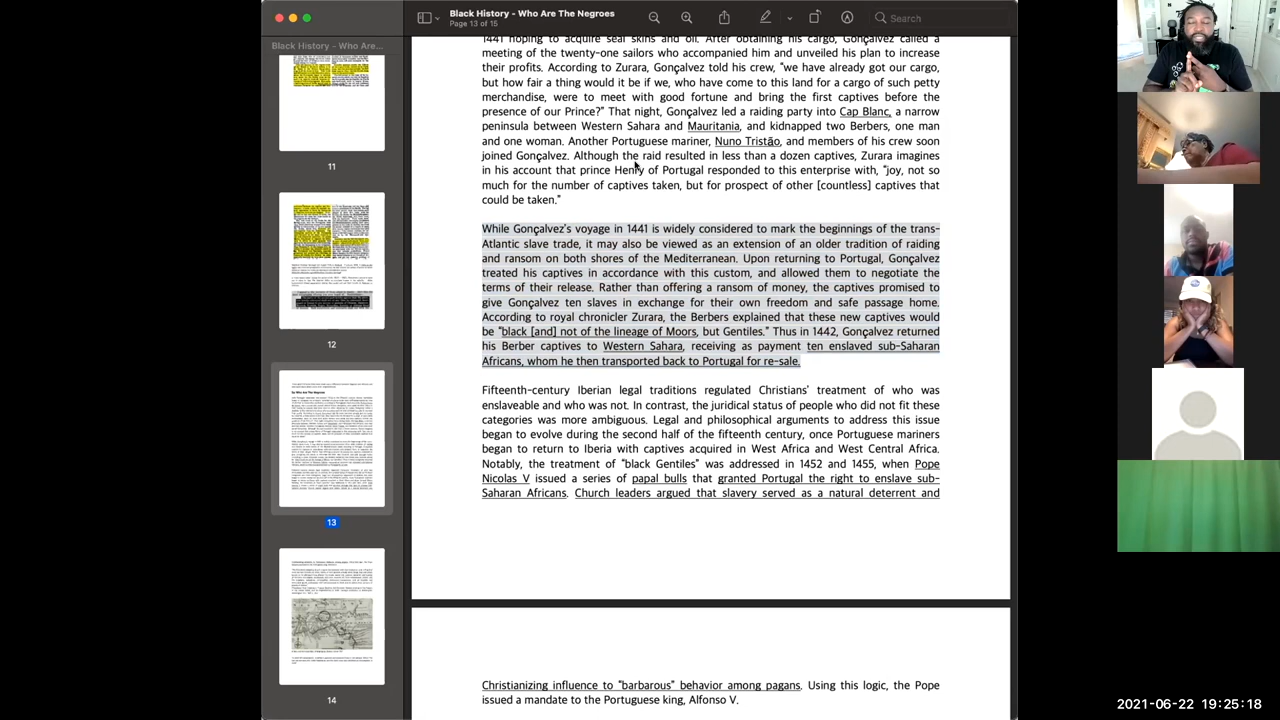 Black History - Who Are The Negroes
Page 13 of 15
Search
Black History - Who Are...
11
12
13
14
1441 hoping to acquire seal skins and oil. After obtaining his cargo, Gonçalvez called a
meeting of the twenty-one sailors who accompanied him and unveiled his plan to increase
their profits. According to Zurara, Gonçalvez told his crew, "we have already got our cargo,
but how fair a thing would it be if we, who have come to this land for a cargo of such petty
merchandise, were to meet with good fortune and bring the first captives before the
presence of our Prince?" That night, Gonçalvez led a raiding party into Cap Blanc, a narrow
peninsula between Western Sahara and Mauritania, and kidnapped two Berbers, one man
and one woman. Another Portuguese mariner, Nuno Tristão, and members of his crew soon
joined Gonçalvez. Although the raid resulted in less than a dozen captives, Zurara imagines
in his account that prince Henry of Portugal responded to this enterprise with, "joy, not so
much for the number of captives taken, but for prospect of other [countless] captives that
could be taken."
While Gonçalvez's voyage in 1441 is widely considered to mark the beginnings of the trans-
Atlantic slave trade, it may also be viewed as an extension of an older tradition of raiding
and ransom on both shores of the Mediterranean. Upon returning to Portugal, Gonçalvez
treated his captives in accordance with this custom, and allowed them to negotiate the
terms of their release. Rather than offering a ransom of money, the captives promised to
give Gonçalvez ten slaves in exchange for their own freedom and safe passage home.
According to royal chronicler Zurara, the Berbers explained that these new captives would
be "black [and] not of the lineage of Moors, but Gentiles." Thus in 1442, Gonçalvez returned
his Berber captives to Western Sahara, receiving as payment ten enslaved sub-Saharan
Africans, whom he then transported back to Portugal for re-sale.
Fifteenth-century Iberian legal traditions regulated Christians' treatment of who was
enslaveable and who was not. In contrast, the juridical status of people who did not fit these
categories was more ambiguous. Legal and philosophical arguments to address this issue
began to evolve during the second half of the fifteenth century, once Portuguese mariners
began to return to Iberia with captives acquired in West Africa and West Central Africa.
Notably, the treatment of "black Gentiles" was addressed in 1452 and 1455, when Pope
Nicolas V issued a series of papal bulls that granted Portugal the right to enslave sub-
Saharan Africans. Church leaders argued that slavery served as a natural deterrent and
Christianizing influence to "barbarous" behavior among pagans. Using this logic, the Pope
issued a mandate to the Portuguese king, Alfonso V.
2021-06-22 19:25:18